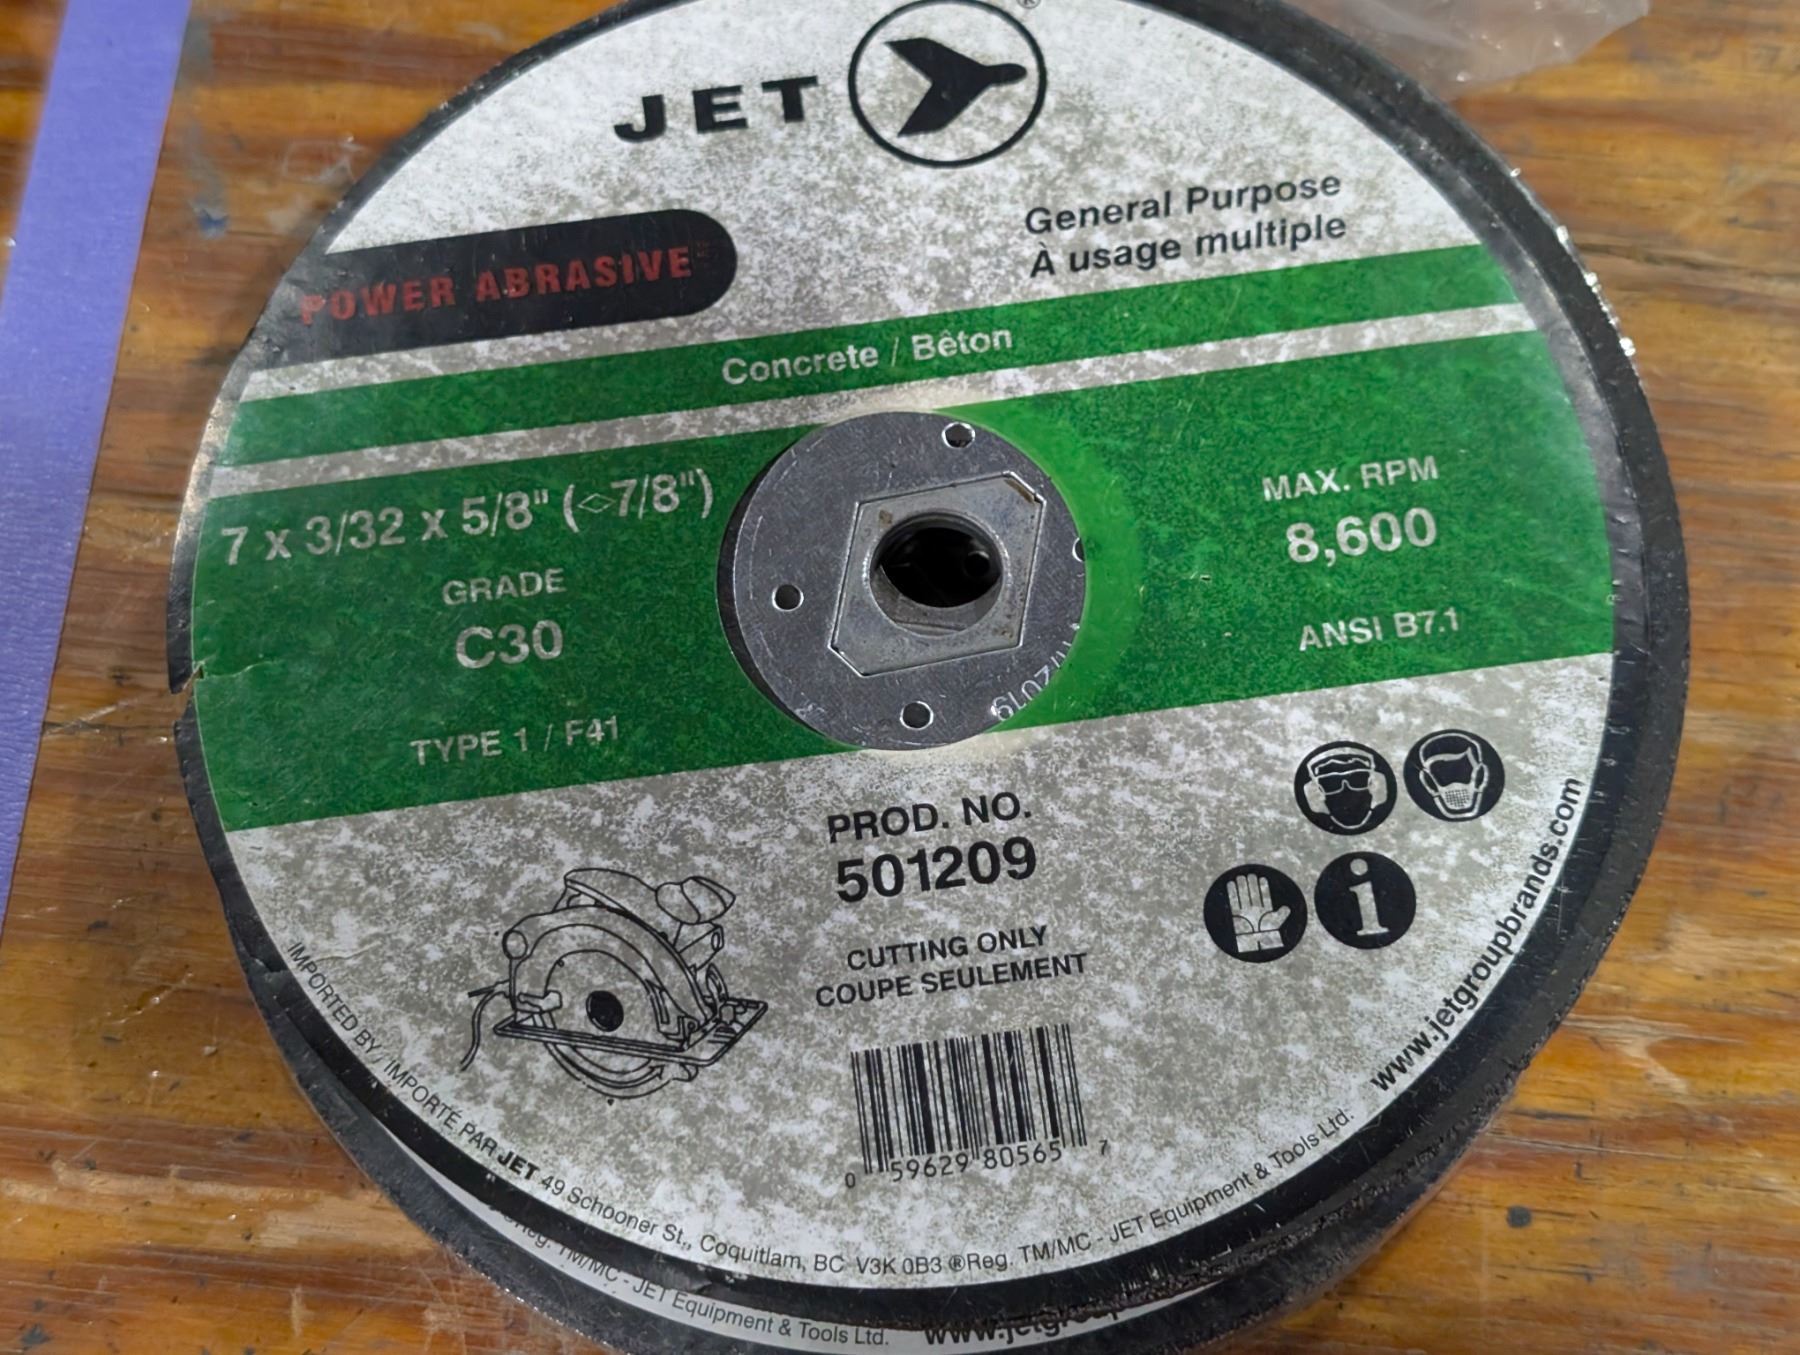 JET
®
General Purpose
À usage multiple
POWER ABRASIVE
Concrete / Bêton
7 x 3/32 x 5/8" (◇7/8")
GRADE
C30
TYPE 1 / F41
MAX. RPM
8,600
ANSI B7.1
2019
PROD. NO.
501209
CUTTING ONLY
COUPE SEULEMENT
i
0 59629 80565 7
IMPORTED BY / IMPORTÉ PAR JET 49 Schooner St., Coquitlam, BC V3K 0B3 ®Reg. TM/MC - JET Equipment & Tools Ltd.
www.jetgroupbrands.com
Reg. TM/MC - JET Equipment & Tools Ltd.